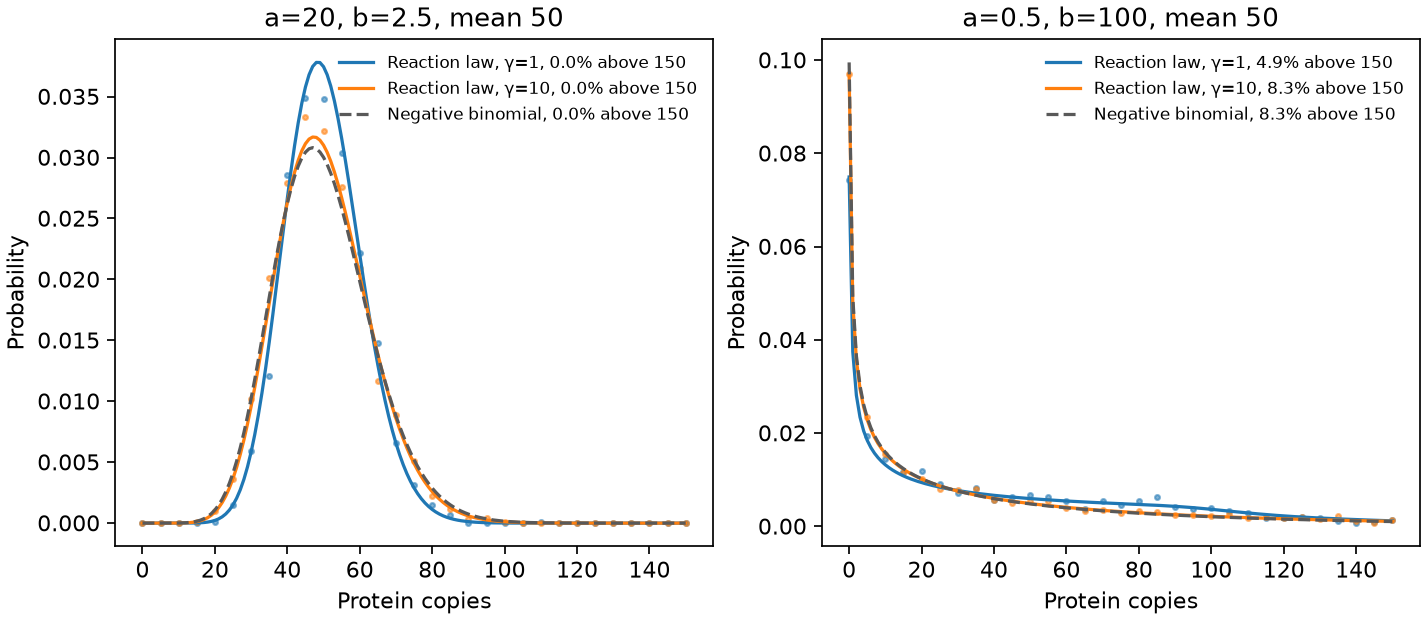 a=20, b=2.5, mean 50
Reaction law, γ=1, 0.0% above 150
Reaction law, γ=10, 0.0% above 150
Negative binomial, 0.0% above 150
Probability
0.035
0.030
0.025
0.020
0.015
0.010
0.005
0.000
0 20 40 60 80 100 120 140
Protein copies
a=0.5, b=100, mean 50
Reaction law, γ=1, 4.9% above 150
Reaction law, γ=10, 8.3% above 150
Negative binomial, 8.3% above 150
Probability
0.10
0.08
0.06
0.04
0.02
0.00
0 20 40 60 80 100 120 140
Protein copies